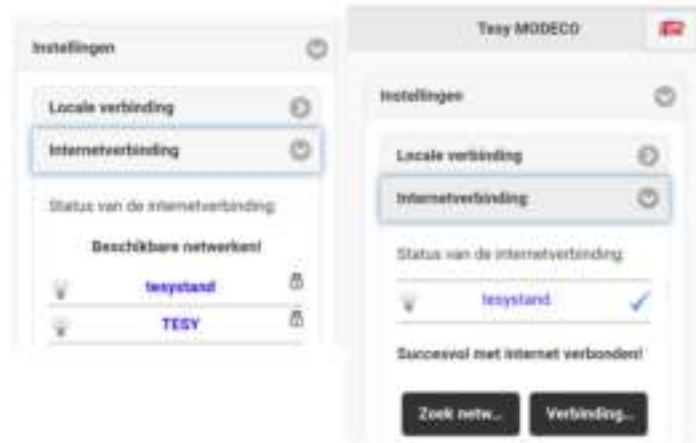 Instellingen
Locale verbinding
Internetverbinding
Status van de internetverbinding
Beschikbare netwerken!
tesystand
TESY
Tesy MODECO
Instellingen
Locale verbinding
Internetverbinding
Status van de internetverbinding
tesystand
Succesvol met internet verbonden!
Zoek netw...
Verbinding...